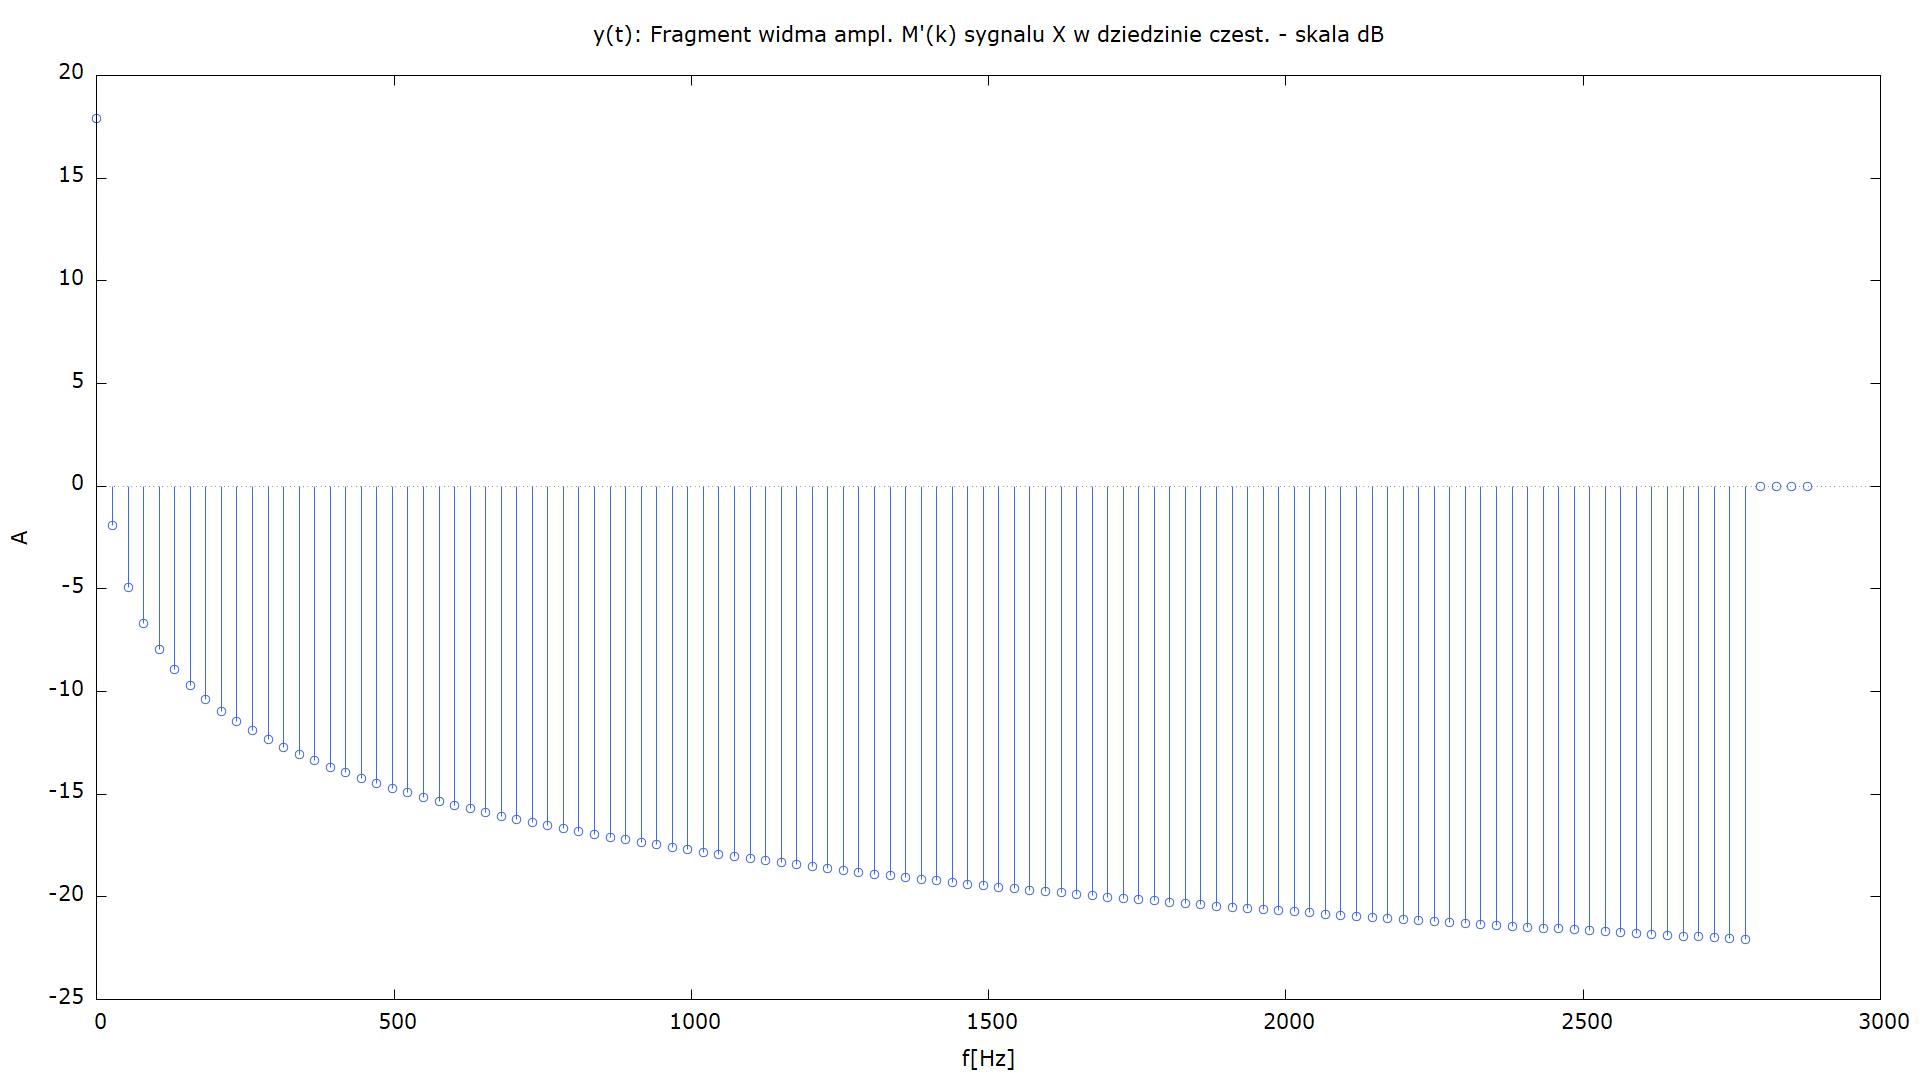 y(t): Fragment widma ampl. M'(k) sygnalu X w dziedzinie czest. - skala dB
20
15
10
5
0
-5
-10
-15
-20
-25
A
0 500 1000 1500 2000 2500 3000
f[Hz]